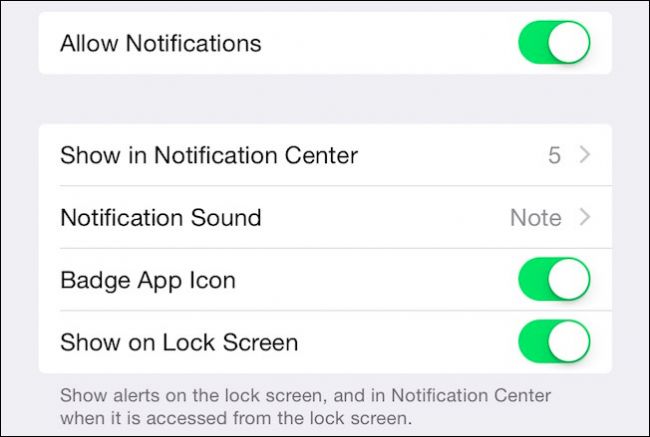 Allow Notifications
Show in Notification Center 5
Notification Sound Note
Badge App Icon
Show on Lock Screen
Show alerts on the lock screen, and in Notification Center
when it is accessed from the lock screen.